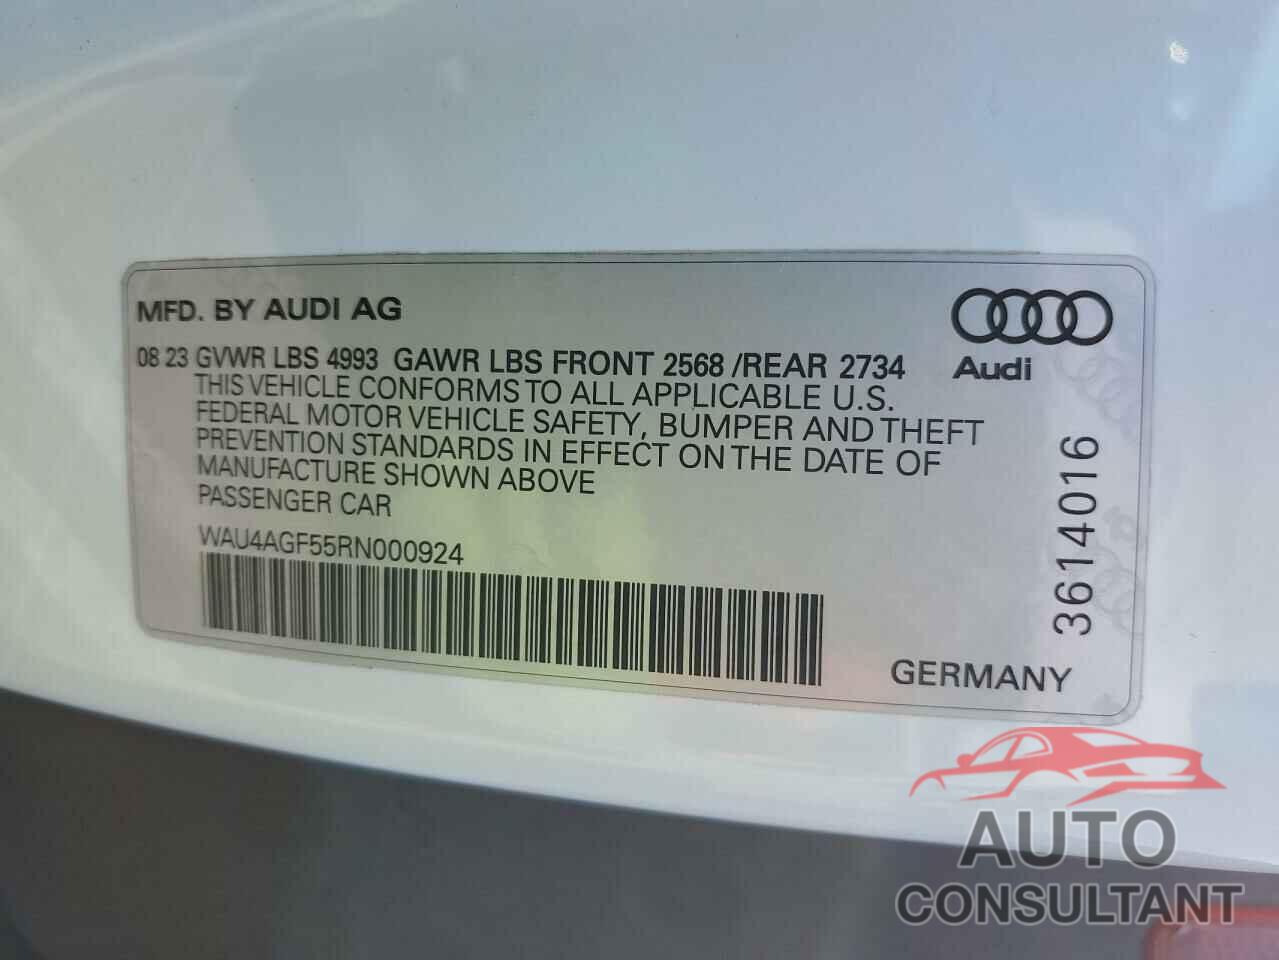 MFD. BY AUDI AG
Audi
08 23 GVWR LBS 4993 GAWR LBS FRONT 2568 /REAR 2734
THIS VEHICLE CONFORMS TO ALL APPLICABLE U.S.
FEDERAL MOTOR VEHICLE SAFETY, BUMPER AND THEFT
PREVENTION STANDARDS IN EFFECT ON THE DATE OF
MANUFACTURE SHOWN ABOVE
PASSENGER CAR
WAU4AGF55RN000924
3614016
GERMANY
AUTO
CONSULTANT